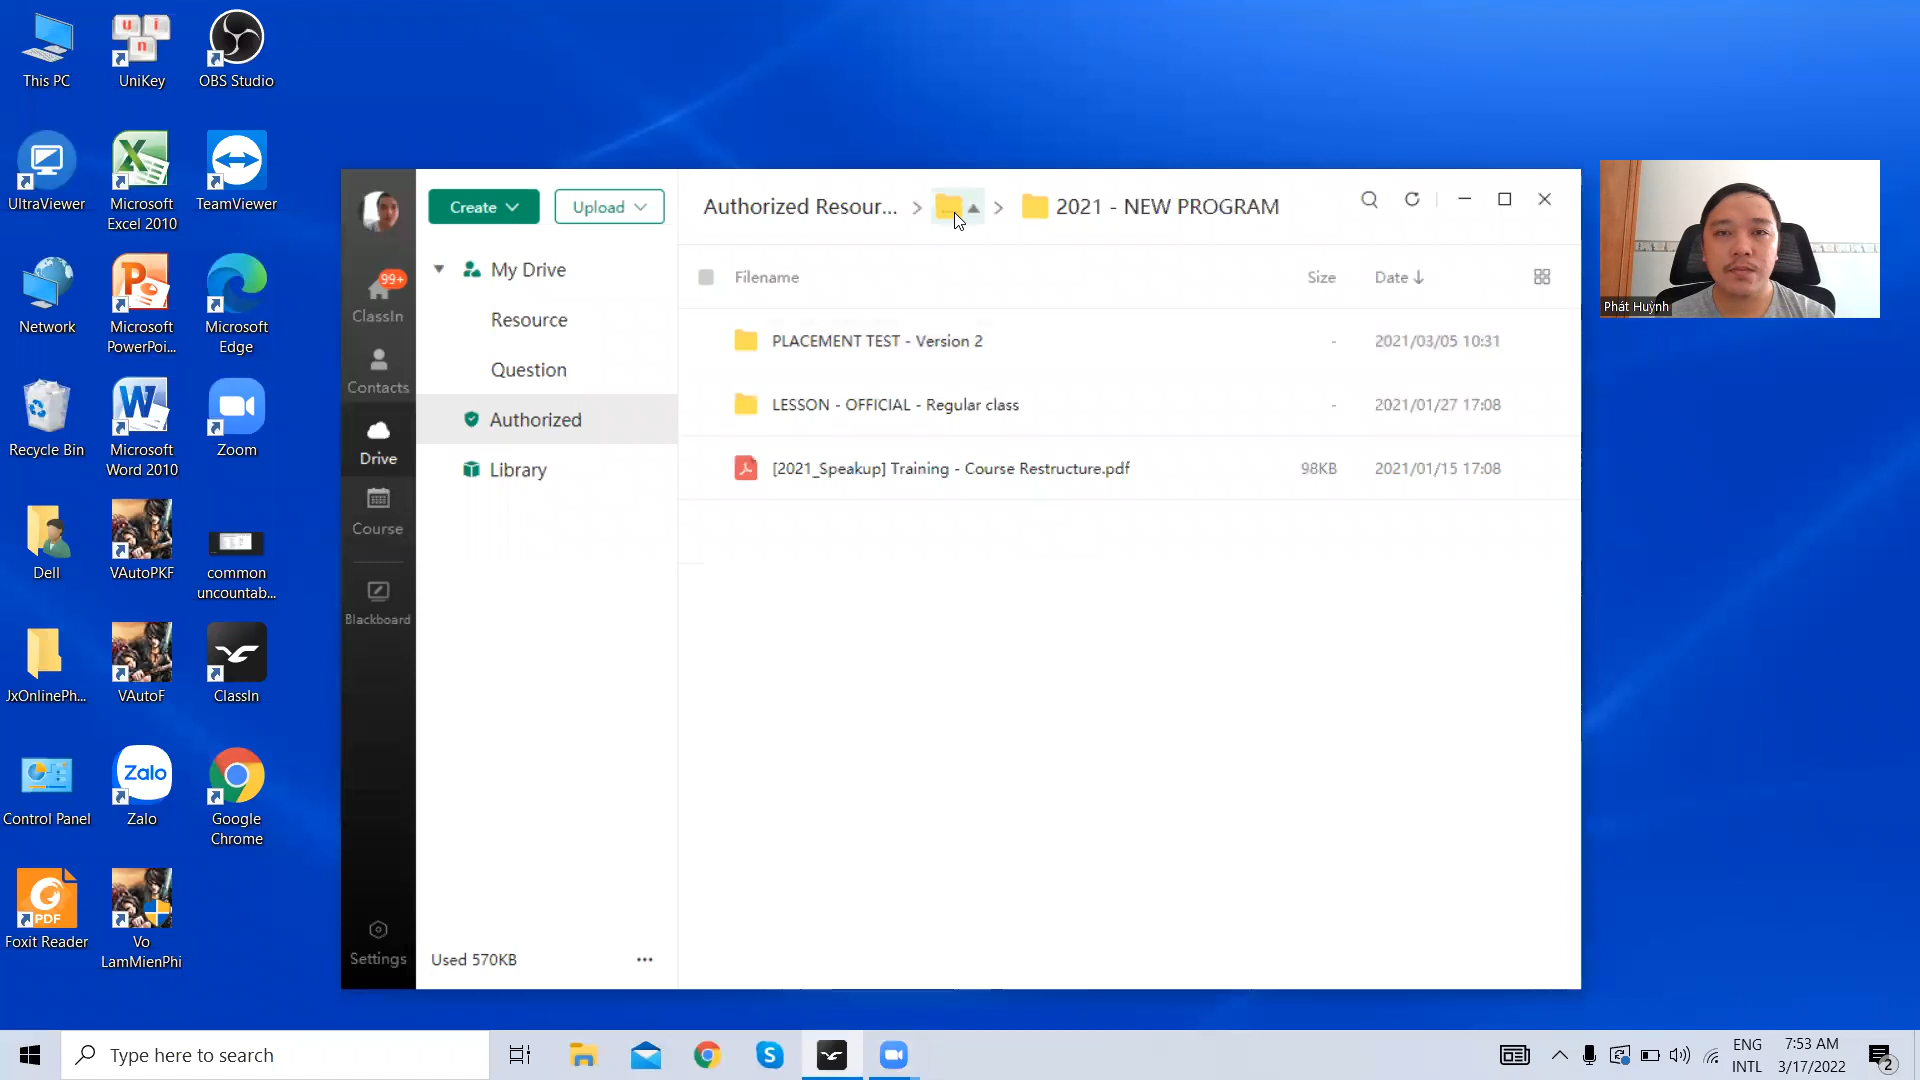 This PC
UniKey
OBS Studio
UltraViewer
Microsoft
Excel 2010
TeamViewer
Network
Microsoft
PowerPoi...
Microsoft
Edge
Recycle Bin
Microsoft
Word 2010
Zoom
Dell
VAutoPKF
common
uncountab...
JxOnlinePh...
VAutoF
ClassIn
Control Panel
Zalo
Zalo
Google
Chrome
PDF
Foxit Reader
Vo
LamMienPhi
99+
ClassIn
Contacts
Drive
Course
Blackboard
Settings
Create
Upload
My Drive
Resource
Question
Authorized
Library
Used 570KB
...
Authorized Resour... > ... > 2021 - NEW PROGRAM
Filename Size Date
PLACEMENT TEST - Version 2 - 2021/03/05 10:31
LESSON - OFFICIAL - Regular class - 2021/01/27 17:08
[2021_Speakup] Training - Course Restructure.pdf 98KB 2021/01/15 17:08
Phát Huỳnh
Type here to search
ENG
INTL
7:53 AM
3/17/2022
2